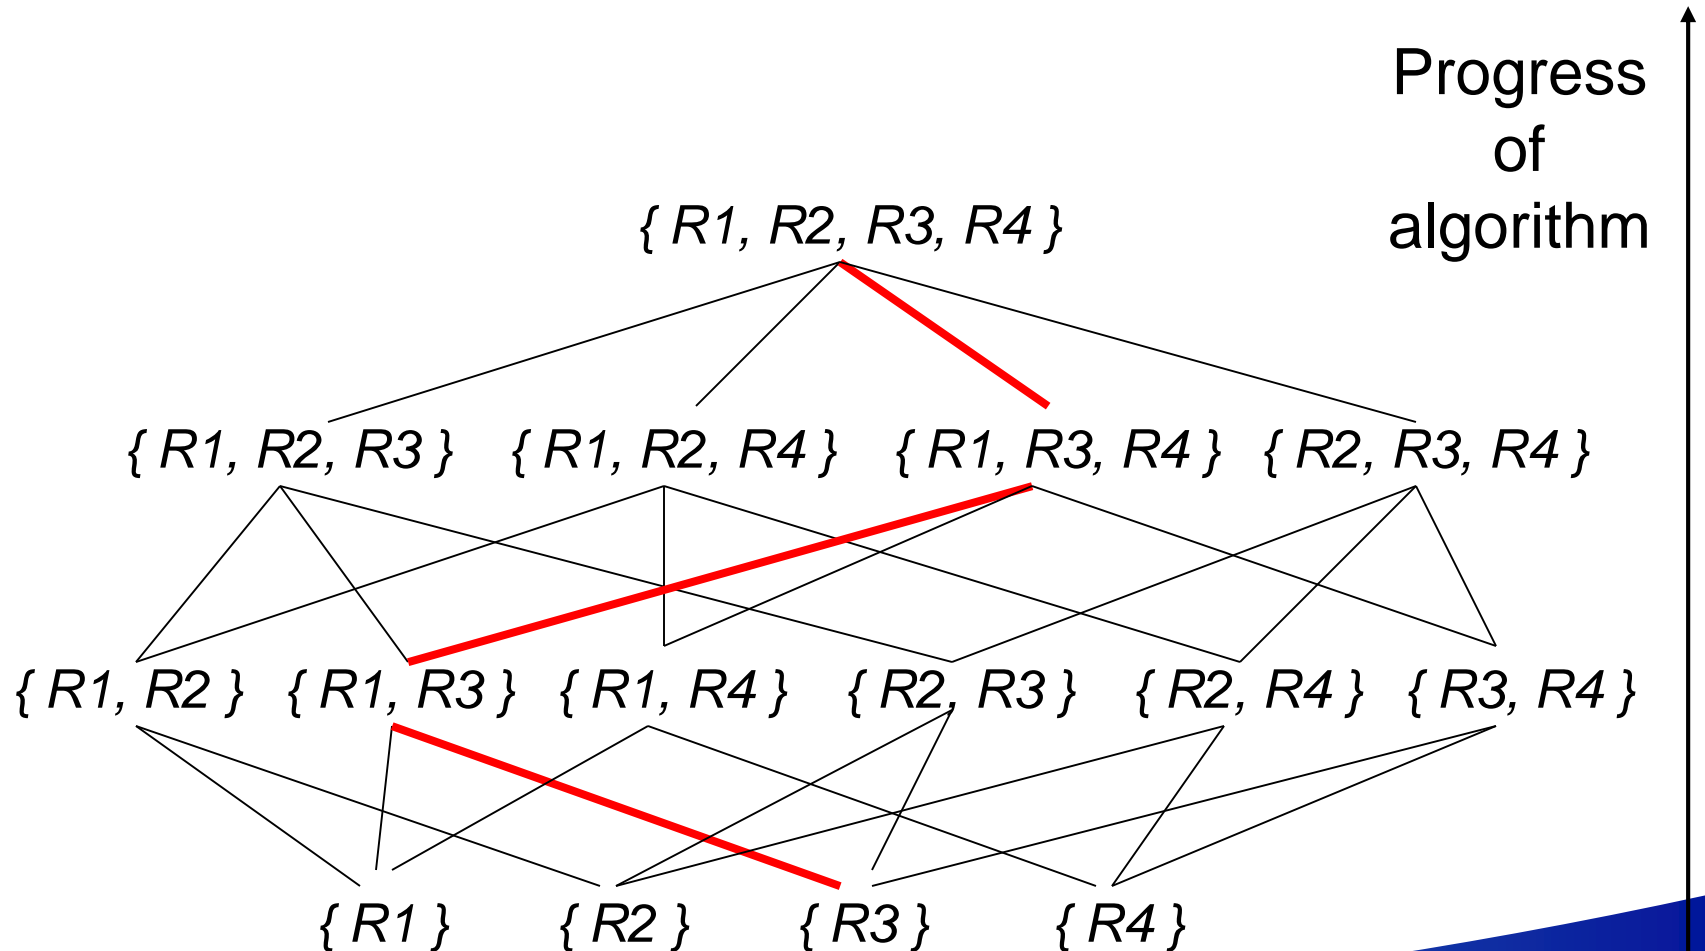 Progress
of
algorithm
{ R1, R2, R3, R4 }
{ R1, R2, R3 } { R1, R2, R4 } { R1, R3, R4 } { R2, R3, R4 }
{ R1, R2 } { R1, R3 } { R1, R4 } { R2, R3 } { R2, R4 } { R3, R4 }
{ R1 } { R2 } { R3 } { R4 }